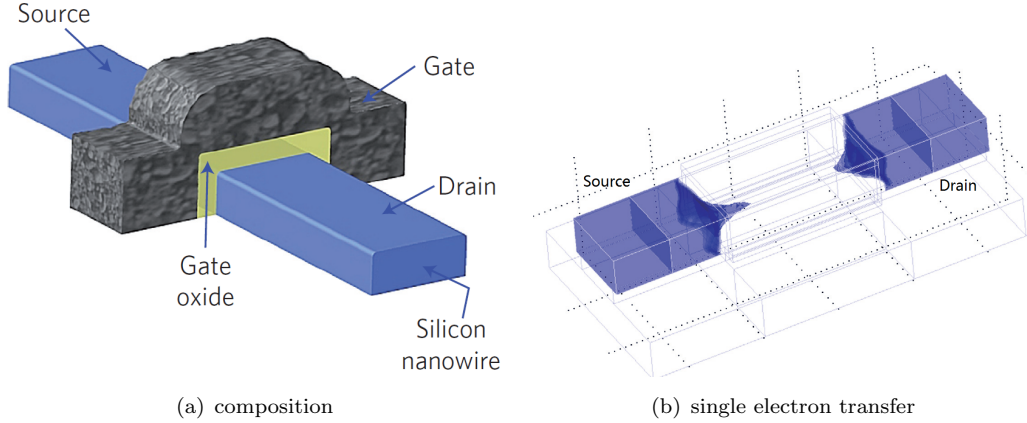 Source
Gate
Drain
Gate
oxide
Silicon
nanowire
Source
Drain
(a) composition
(b) single electron transfer